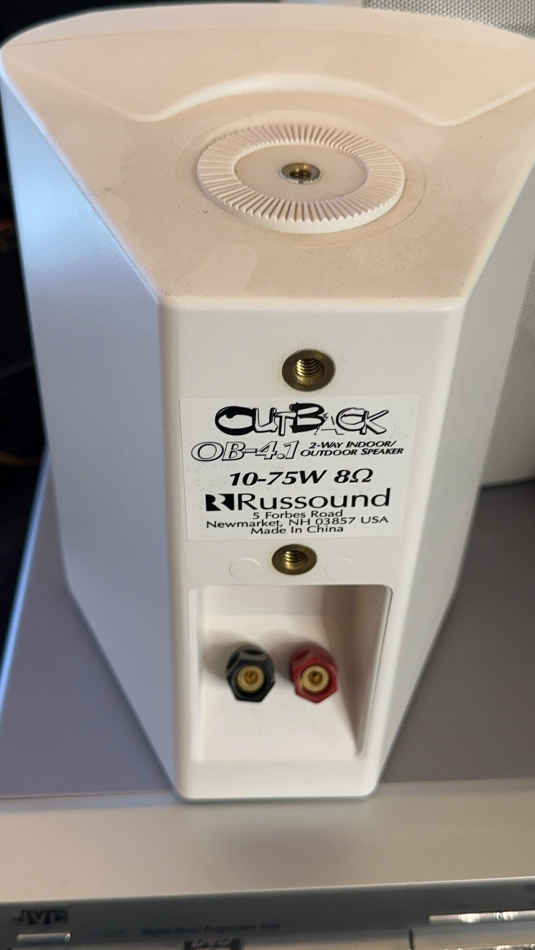 OUTBACK
OB-4.1 2-WAY INDOOR/
OUTDOOR SPEAKER
10-75W 8Ω
Russound
5 Forbes Road
Newmarket, NH 03857 USA
Made In China
JVC